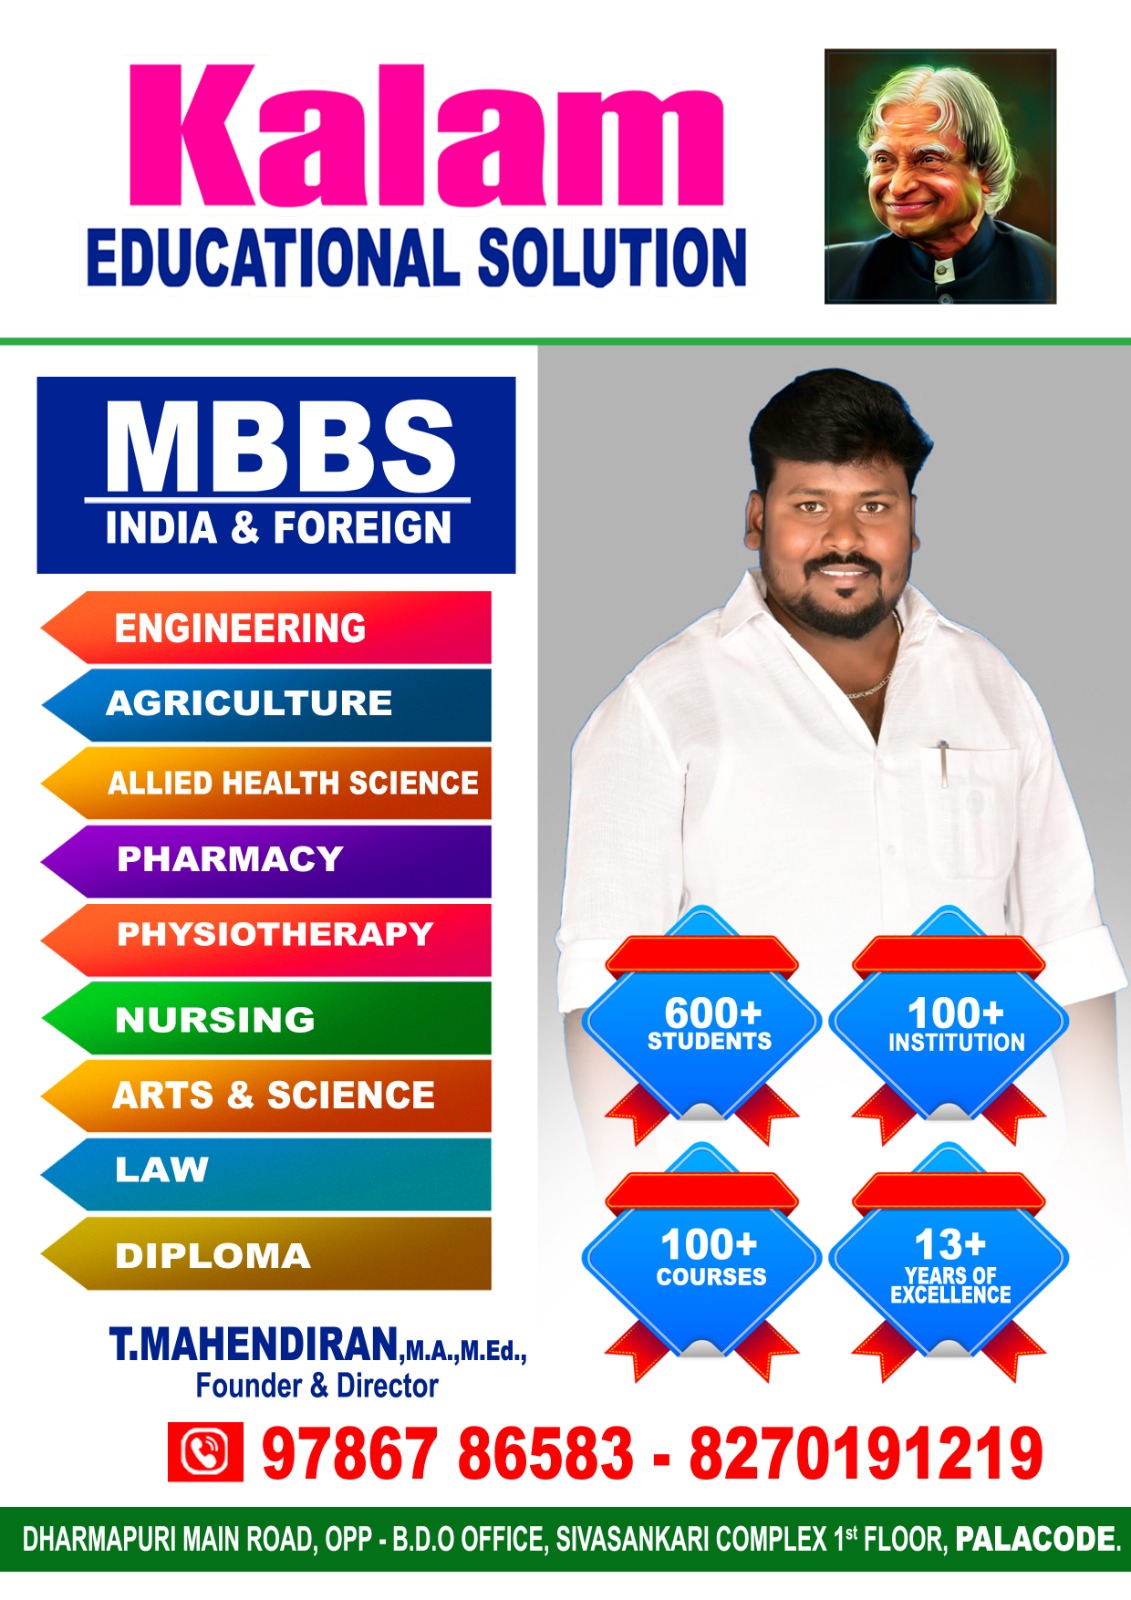 Kalam
EDUCATIONAL SOLUTION
MBBS
INDIA & FOREIGN
ENGINEERING
AGRICULTURE
ALLIED HEALTH SCIENCE
PHARMACY
PHYSIOTHERAPY
NURSING
ARTS & SCIENCE
LAW
DIPLOMA
600+
STUDENTS
100+
INSTITUTION
100+
COURSES
13+
YEARS OF
EXCELLENCE
T.MAHENDIRAN,M.A.,M.Ed.,
Founder & Director
97867 86583 - 8270191219
DHARMAPURI MAIN ROAD, OPP - B.D.O OFFICE, SIVASANKARI COMPLEX 1st FLOOR, PALACODE.